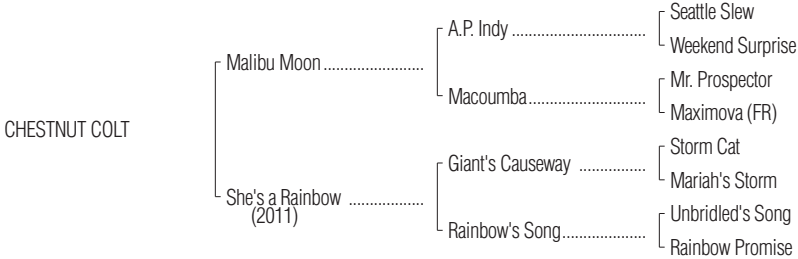 Seattle Slew
A.P. Indy ..............................
Weekend Surprise
Malibu Moon .......................
Mr. Prospector
Macoumba..........................
Maximova (FR)
CHESTNUT COLT
Storm Cat
Giant's Causeway ...............
Mariah's Storm
She's a Rainbow .................
(2011)
Unbridled's Song
Rainbow's Song...................
Rainbow Promise